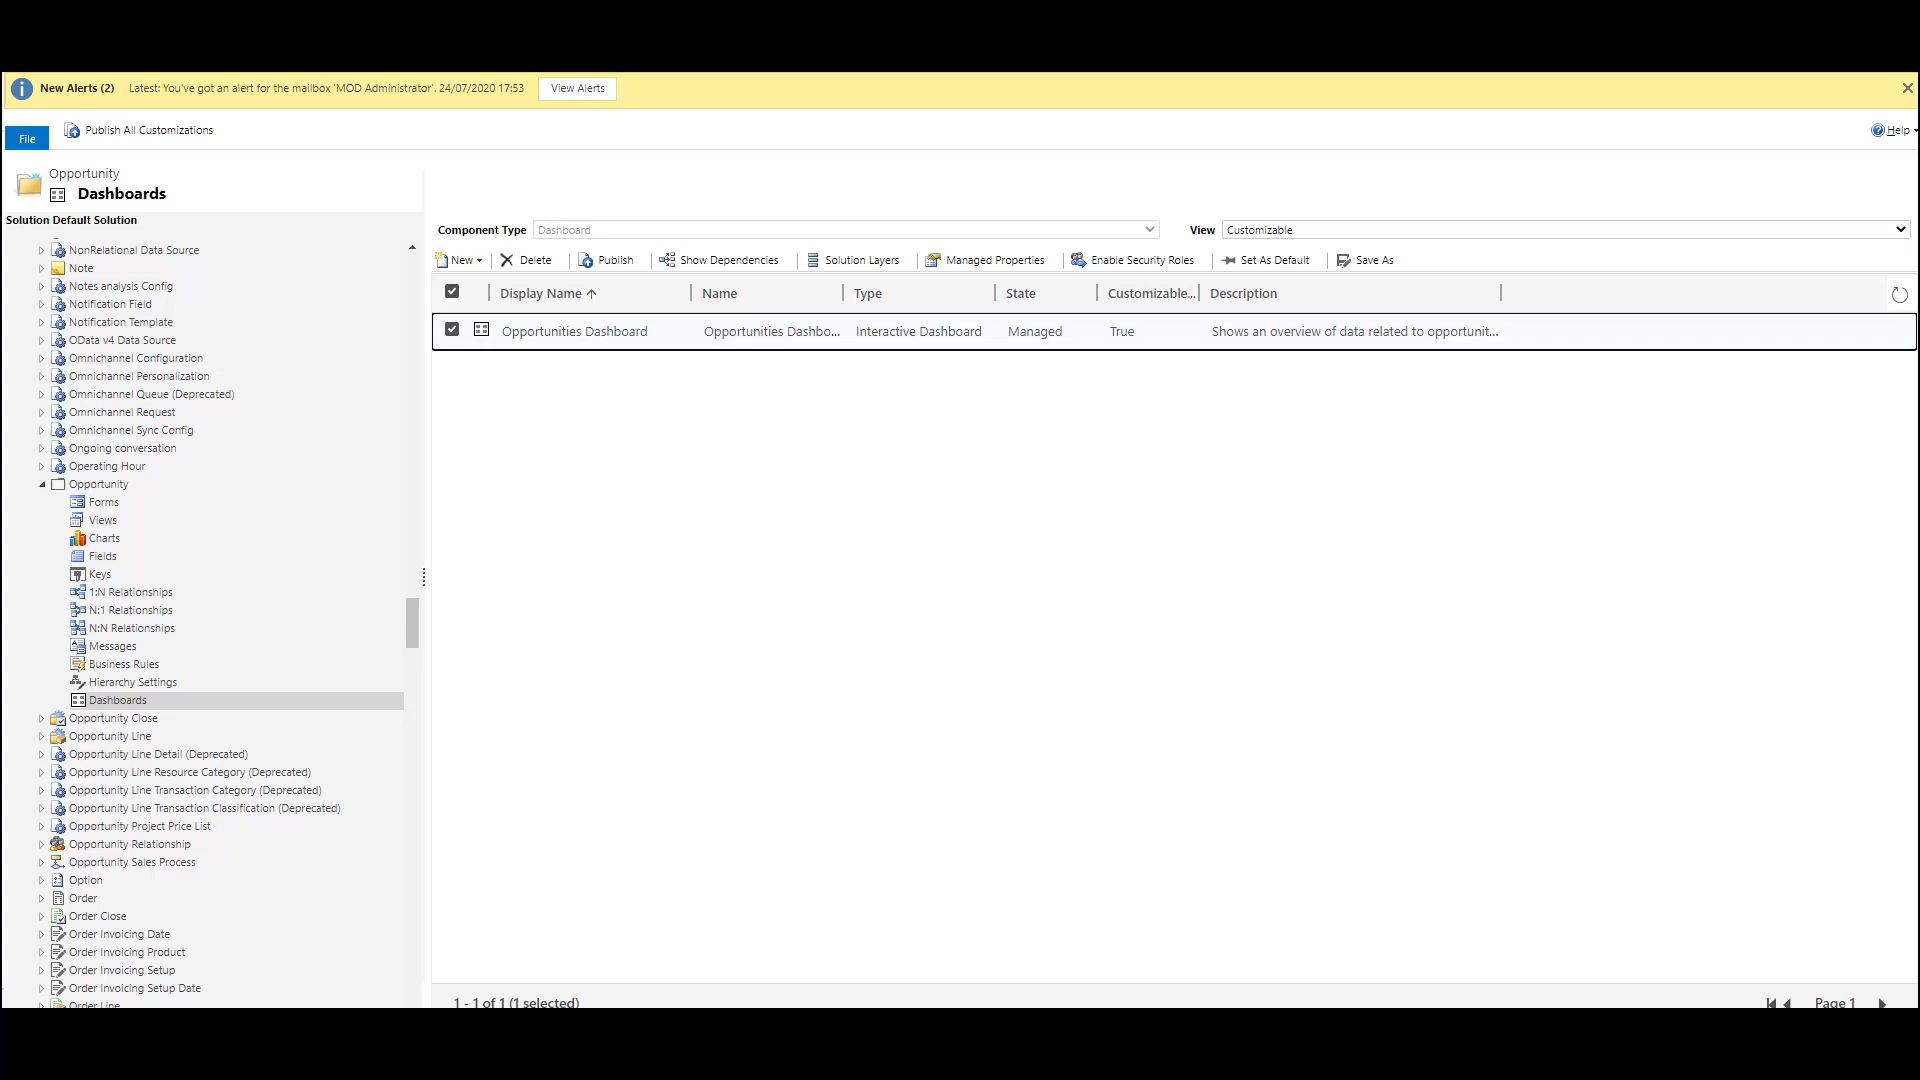 New Alerts (2) Latest: You've got an alert for the mailbox 'MOD Administrator'. 24/07/2020 17:53 View Alerts
File Publish All Customizations Help
Opportunity
Dashboards
Solution Default Solution
NonRelational Data Source
Note
Notes analysis Config
Notification Field
Notification Template
OData v4 Data Source
Omnichannel Configuration
Omnichannel Personalization
Omnichannel Queue (Deprecated)
Omnichannel Request
Omnichannel Sync Config
Ongoing conversation
Operating Hour
Opportunity
Forms
Views
Charts
Fields
Keys
1:N Relationships
N:1 Relationships
N:N Relationships
Messages
Business Rules
Hierarchy Settings
Dashboards
Opportunity Close
Opportunity Line
Opportunity Line Detail (Deprecated)
Opportunity Line Resource Category (Deprecated)
Opportunity Line Transaction Category (Deprecated)
Opportunity Line Transaction Classification (Deprecated)
Opportunity Project Price List
Opportunity Relationship
Opportunity Sales Process
Option
Order
Order Close
Order Invoicing Date
Order Invoicing Product
Order Invoicing Setup
Order Invoicing Setup Date
Order Line
Component Type Dashboard View Customizable
New Delete Publish Show Dependencies Solution Layers Managed Properties Enable Security Roles Set As Default Save As
Display Name Name Type State Customizable... Description
Opportunities Dashboard Opportunities Dashbo... Interactive Dashboard Managed True Shows an overview of data related to opportunit...
1 - 1 of 1 (1 selected) Page 1